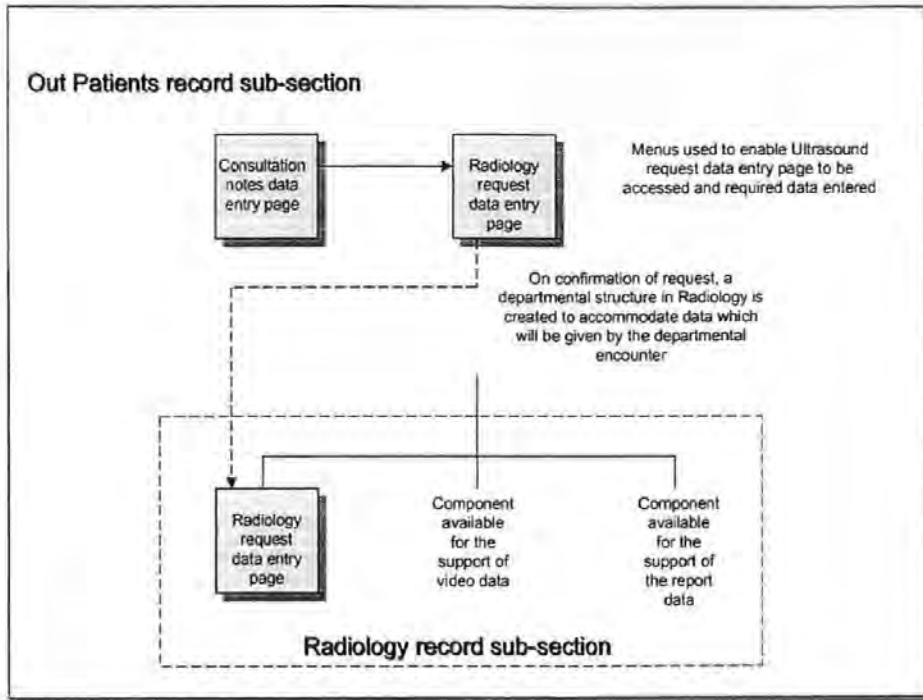 Out Patients record sub-section
Consultation
notes data
entry page
Radiology
request
data entry
page
Menus used to enable Ultrasound
request data entry page to be
accessed and required data entered
On confirmation of request, a
departmental structure in Radiology is
created to accommodate data which
will be given by the departmental
encounter
Radiology
request
data entry
page
Component
available
for the
support of
video data
Component
available
for the
support of
the report
data
Radiology record sub-section